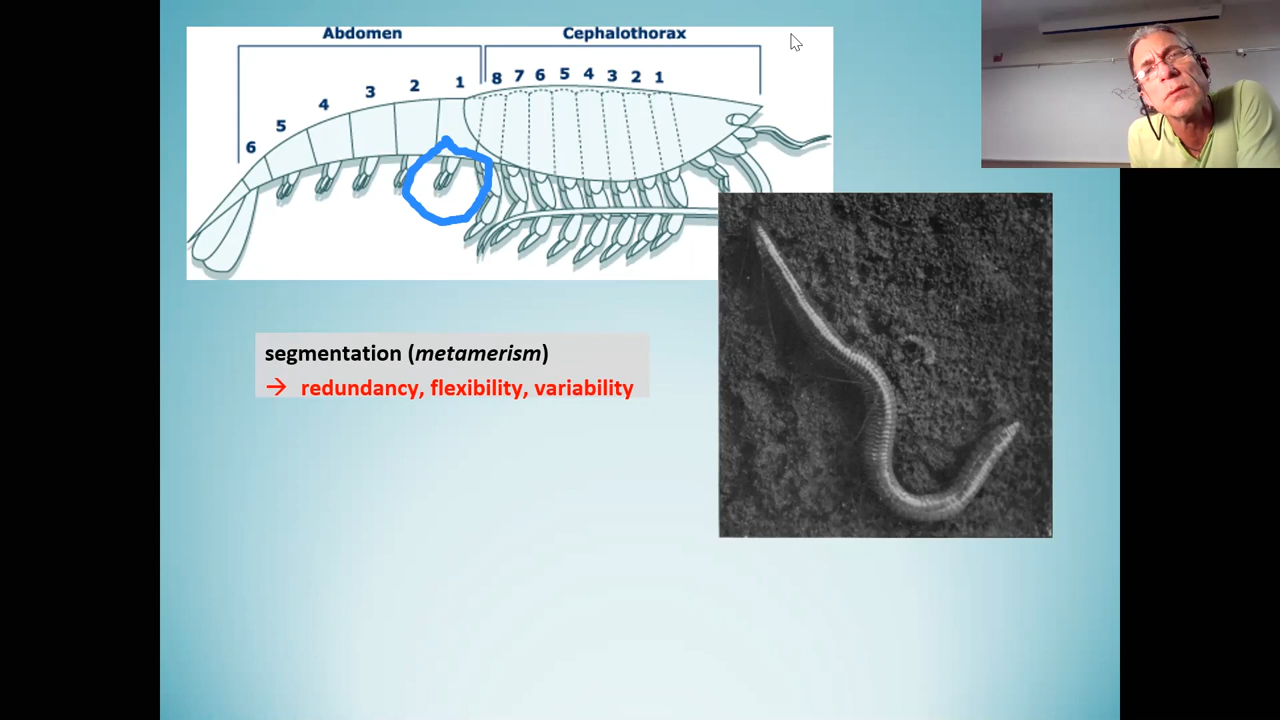 Abdomen Cephalothorax
6 5 4 3 2 1 8 7 6 5 4 3 2 1
segmentation (metamerism)
→ redundancy, flexibility, variability